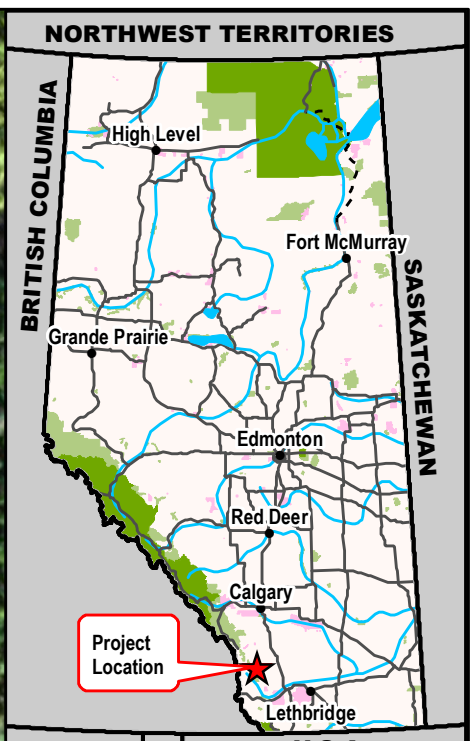 NORTHWEST TERRITORIES
BRITISH COLUMBIA
High Level
Fort McMurray
SASKATCHEWAN
Grande Prairie
Edmonton
Red Deer
Calgary
Project
Location
Lethbridge